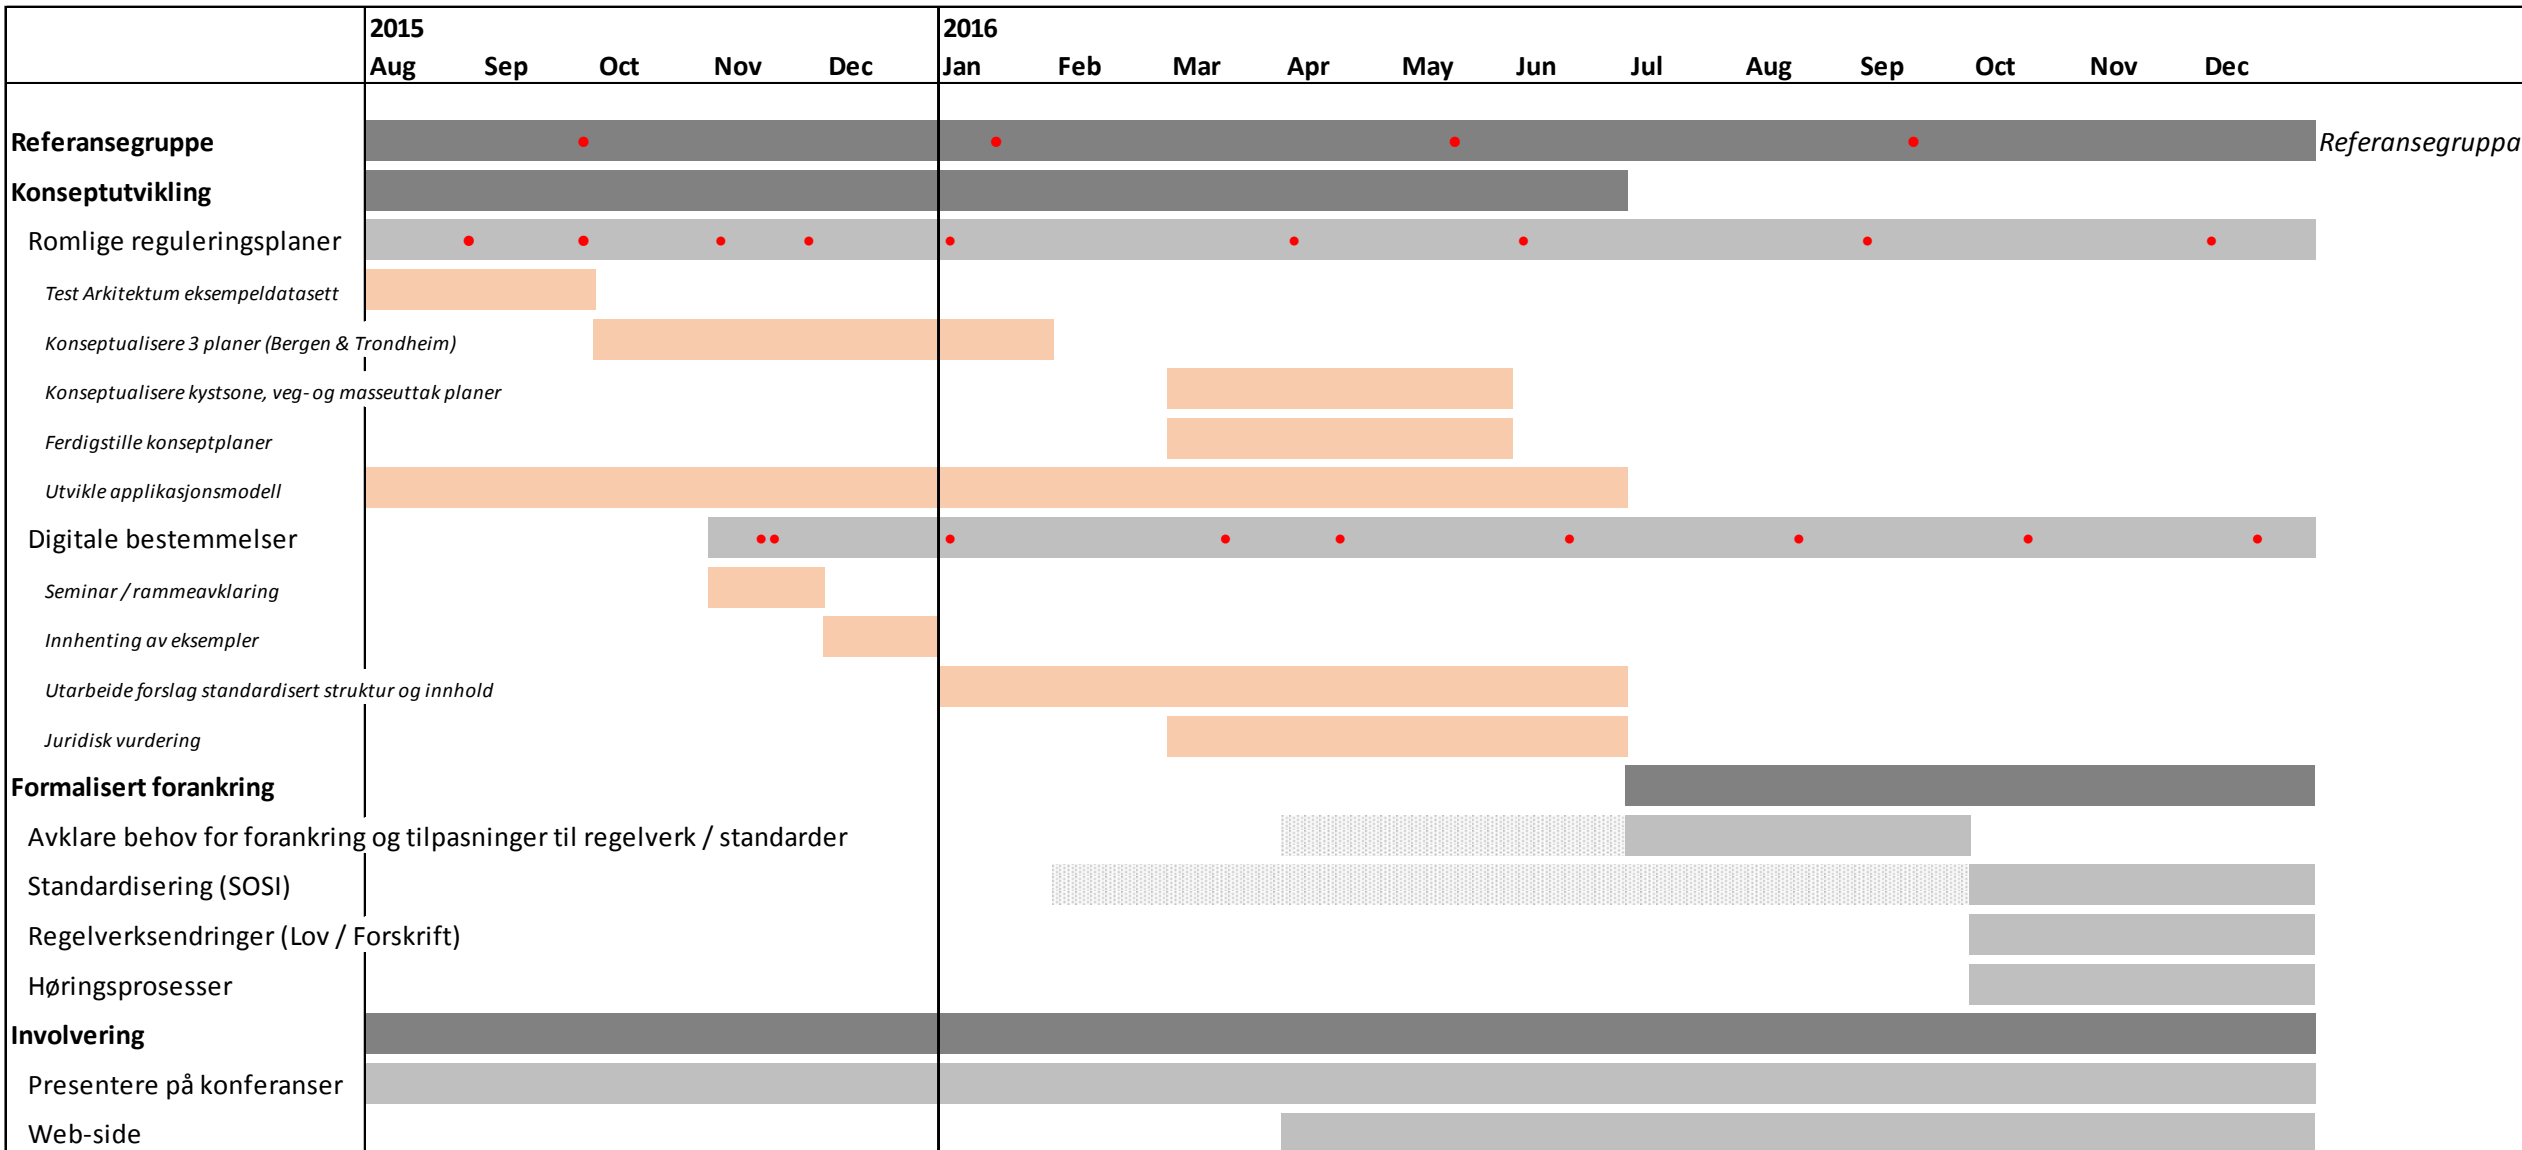 2015 2016
Aug Sep Oct Nov Dec Jan Feb Mar Apr May Jun Jul Aug Sep Oct Nov Dec
Referansegruppe Referansegruppa
Konseptutvikling
Romlige reguleringsplaner
Test Arkitektum eksempeldatasett
Konseptualisere 3 planer (Bergen & Trondheim)
Konseptualisere kystsone, veg- og masseuttak planer
Ferdigstille konseptplaner
Utvikle applikasjonsmodell
Digitale bestemmelser
Seminar / rammeavklaring
Innhenting av eksempler
Utarbeide forslag standardisert struktur og innhold
Juridisk vurdering
Formalisert forankring
Avklare behov for forankring og tilpasninger til regelverk / standarder
Standardisering (SOSI)
Regelverksendringer (Lov / Forskrift)
Høringsprosesser
Involvering
Presentere på konferanser
Web-side